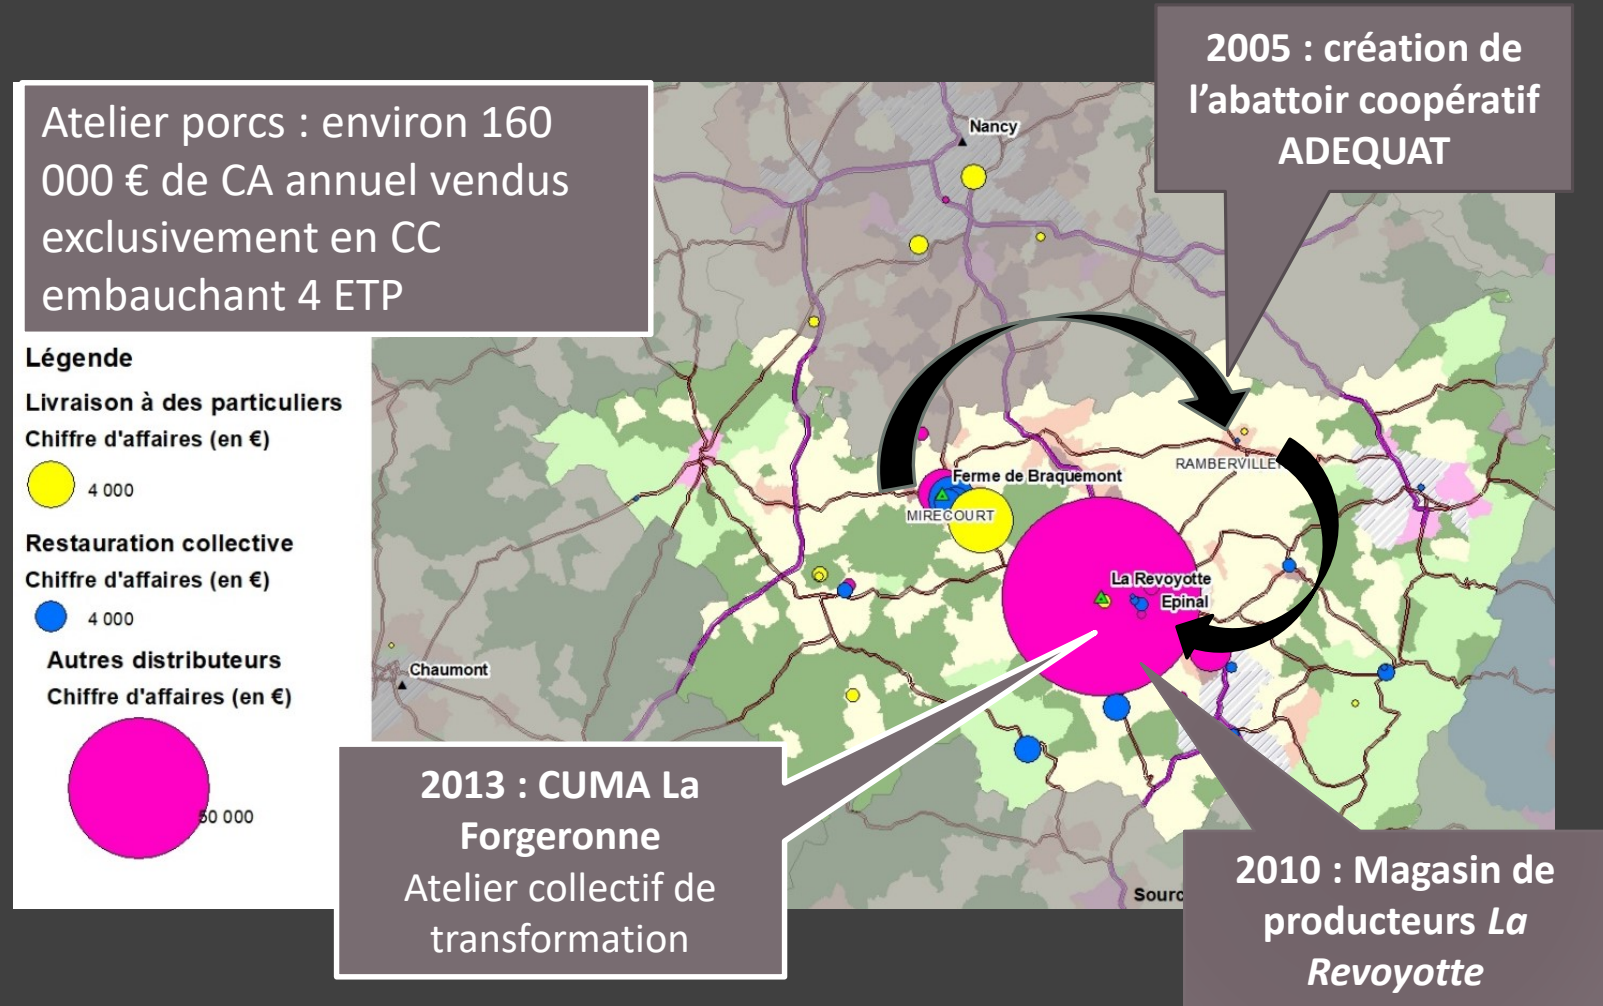 Atelier porcs : environ 160
000 € de CA annuel vendus
exclusivement en CC
embauchant 4 ETP
2005 : création de
l’abattoir coopératif
ADEQUAT
Légende
Livraison à des particuliers
Chiffre d'affaires (en €)
4 000
Restauration collective
Chiffre d'affaires (en €)
4 000
Autres distributeurs
Chiffre d'affaires (en €)
50 000
Nancy
RAMBERVILLE
Ferme de Braquemont
MIRECOURT
La Revoyotte
Epinal
Chaumont
2013 : CUMA La
Forgeronne
Atelier collectif de
transformation
Sourc
2010 : Magasin de
producteurs La
Revoyotte